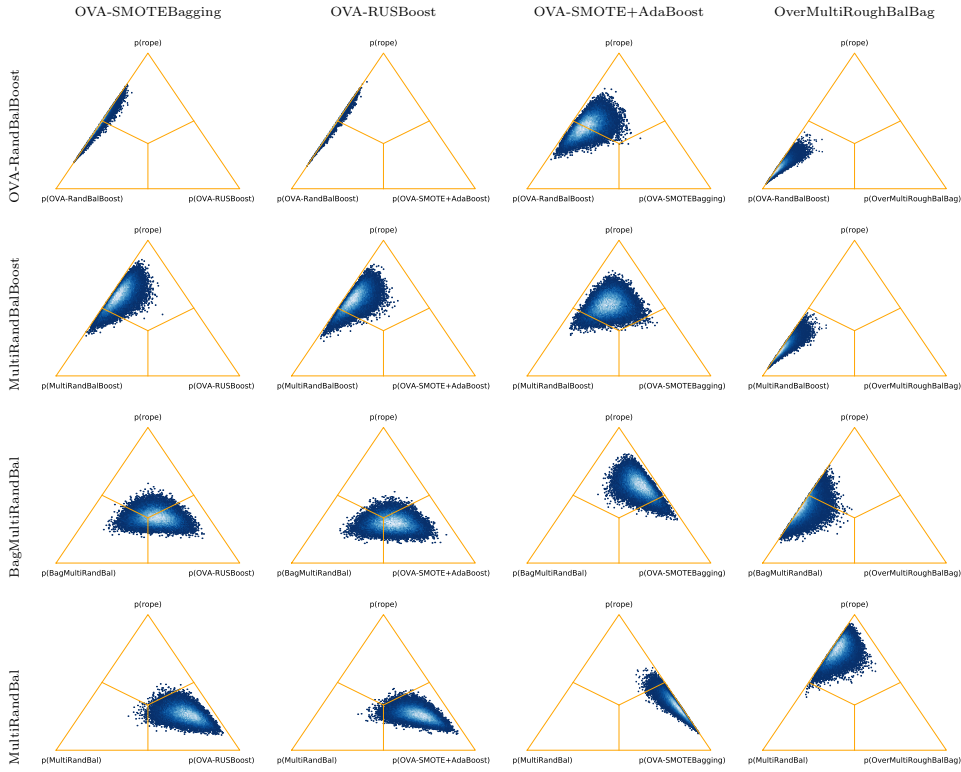 OVA-SMOTEBagging OVA-RUSBoost OVA-SMOTE+AdaBoost OverMultiRoughBalBag
OVA-RandBalBoost
p(rope) p(rope) p(rope) p(rope)
p(OVA-RandBalBoost) p(OVA-RUSBoost) p(OVA-RandBalBoost) p(OVA-SMOTE+AdaBoost) p(OVA-RandBalBoost) p(OVA-SMOTEBagging) p(OVA-RandBalBoost) p(OverMultiRoughBalBag)
MultiRandBalBoost
p(rope) p(rope) p(rope) p(rope)
p(MultiRandBalBoost) p(OVA-RUSBoost) p(MultiRandBalBoost) p(OVA-SMOTE+AdaBoost) p(MultiRandBalBoost) p(OVA-SMOTEBagging) p(MultiRandBalBoost) p(OverMultiRoughBalBag)
BagMultiRandBal
p(rope) p(rope) p(rope) p(rope)
p(BagMultiRandBal) p(OVA-RUSBoost) p(BagMultiRandBal) p(OVA-SMOTE+AdaBoost) p(BagMultiRandBal) p(OVA-SMOTEBagging) p(BagMultiRandBal) p(OverMultiRoughBalBag)
MultiRandBal
p(rope) p(rope) p(rope) p(rope)
p(MultiRandBal) p(OVA-RUSBoost) p(MultiRandBal) p(OVA-SMOTE+AdaBoost) p(MultiRandBal) p(OVA-SMOTEBagging) p(MultiRandBal) p(OverMultiRoughBalBag)